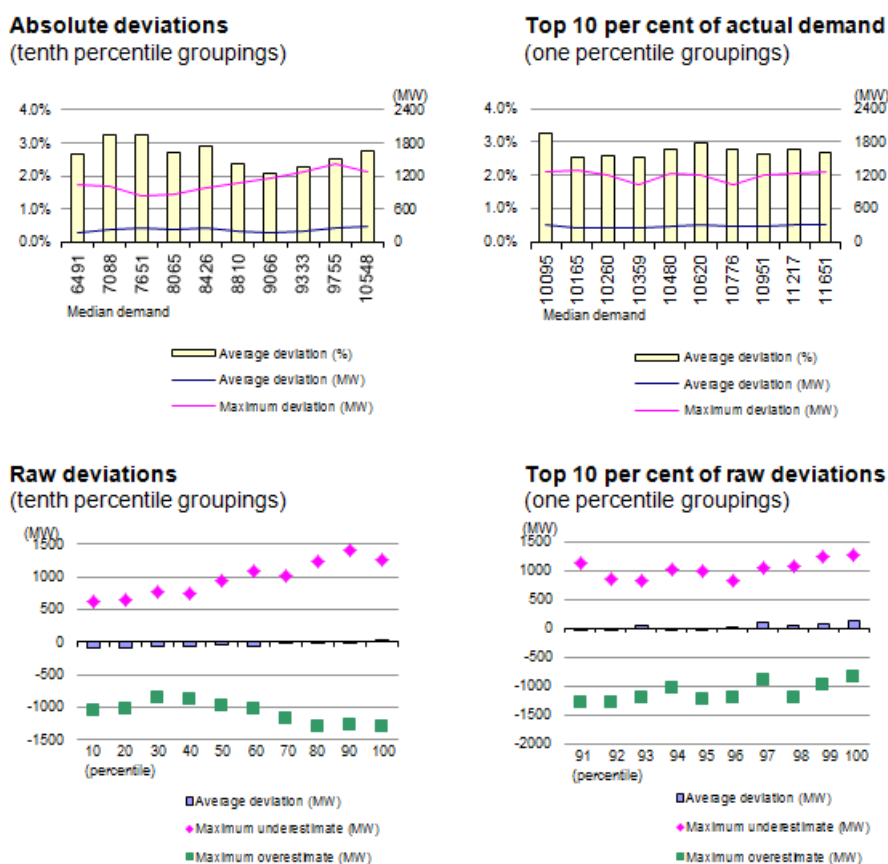 Absolute deviations
(tenth percentile groupings)
(MW)
4.0%
3.0%
2.0%
1.0%
0.0%
2400
1800
1200
600
0
6491
7088
7651
8065
8426
8810
9066
9333
9755
10548
Median demand
Average deviation (%)
Average deviation (MW)
Maximum deviation (MW)
Top 10 per cent of actual demand
(one percentile groupings)
(MW)
4.0%
3.0%
2.0%
1.0%
0.0%
2400
1800
1200
600
0
10095
10165
10260
10359
10480
10620
10776
10951
11217
11651
Median demand
Average deviation (%)
Average deviation (MW)
Maximum deviation (MW)
Raw deviations
(tenth percentile groupings)
(MW)
1500
1000
500
0
-500
-1000
-1500
10 20 30 40 50 60 70 80 90 100
(percentile)
Average deviation (MW)
Maximum underestimate (MW)
Maximum overestimate (MW)
Top 10 per cent of raw deviations
(one percentile groupings)
(MW)
1500
1000
500
0
-500
-1000
-1500
-2000
91 92 93 94 95 96 97 98 99 100
(percentile)
Average deviation (MW)
Maximum underestimate (MW)
Maximum overestimate (MW)